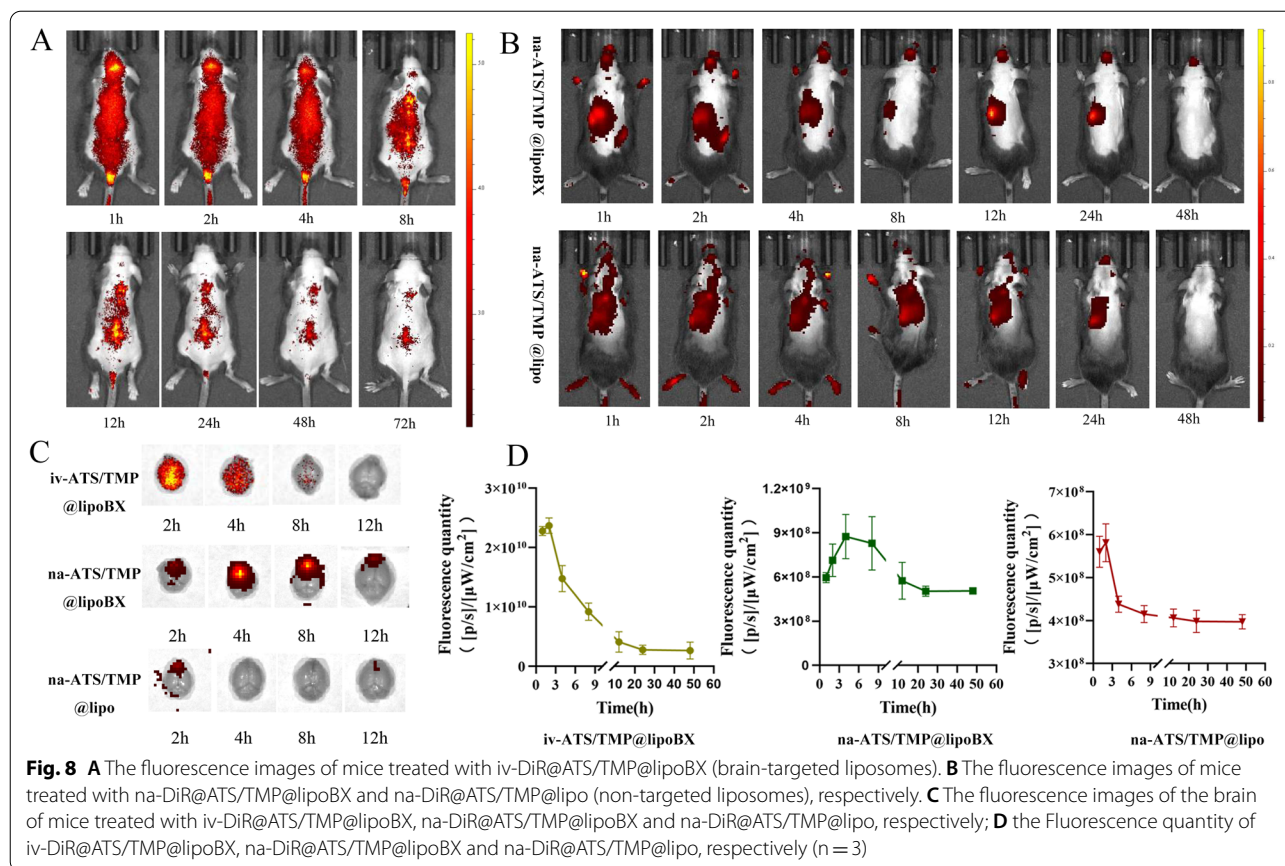 A
B
50
40
30
1h 2h 4h 8h
12h 24h 48h 72h
na-ATS/TMP
@lipoBX
1h 2h 4h 8h 12h 24h 48h
na-ATS/TMP
@lipo
1h 2h 4h 8h 12h 24h 48h
0.8
0.6
0.4
0.2
C
iv-ATS/TMP
@lipoBX
2h 4h 8h 12h
na-ATS/TMP
@lipoBX
2h 4h 8h 12h
na-ATS/TMP
@lipo
2h 4h 8h 12h
D
Fluorescence quantity
( [p/s]/[µW/cm²] )
3×10¹⁰
2×10¹⁰
1×10¹⁰
0
0 3 6 9 10 20 30 40 50 60
Time(h)
iv-ATS/TMP@lipoBX
Fluorescence quantity
( [p/s]/[µW/cm²] )
1.2×10⁹
9×10⁸
6×10⁸
3×10⁸
0
0 3 6 9 10 20 30 40 50 60
Time(h)
na-ATS/TMP@lipoBX
Fluorescence quantity
( [p/s]/[µW/cm²] )
7×10⁸
6×10⁸
5×10⁸
4×10⁸
3×10⁸
0 3 6 9 10 20 30 40 50 60
Time(h)
na-ATS/TMP@lipo
Fig. 8 A The fluorescence images of mice treated with iv-DiR@ATS/TMP@lipoBX (brain-targeted liposomes). B The fluorescence images of mice
treated with na-DiR@ATS/TMP@lipoBX and na-DiR@ATS/TMP@lipo (non-targeted liposomes), respectively. C The fluorescence images of the brain
of mice treated with iv-DiR@ATS/TMP@lipoBX, na-DiR@ATS/TMP@lipoBX and na-DiR@ATS/TMP@lipo, respectively; D the Fluorescence quantity of
iv-DiR@ATS/TMP@lipoBX, na-DiR@ATS/TMP@lipoBX and na-DiR@ATS/TMP@lipo, respectively (n = 3)